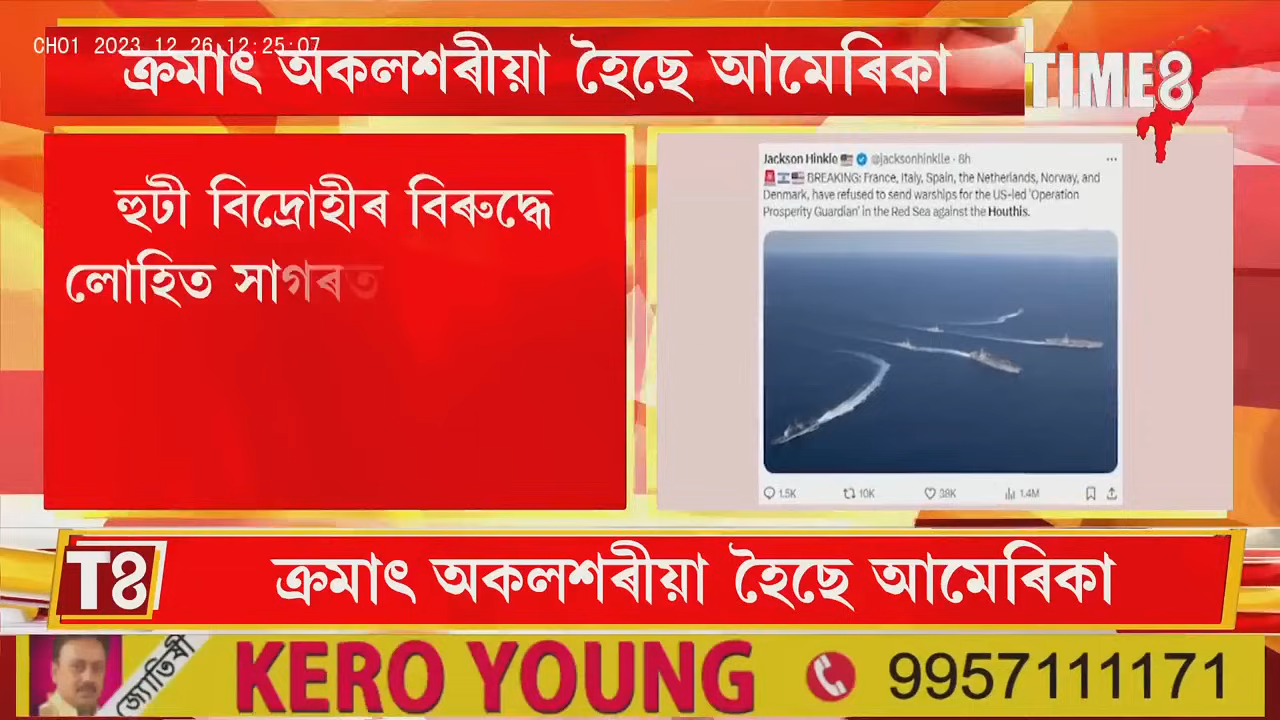 CH01 2023 12 26 12:25:07
ক্ৰমাৎ অকলশৰীয়া হৈছে আমেৰিকা
TIME8
হুটী বিদ্ৰোহীৰ বিৰুদ্ধে
লোহিত সাগৰত
Jackson Hinkle @jacksonhinklle · 8h
BREAKING: France, Italy, Spain, the Netherlands, Norway, and
Denmark, have refused to send warships for the US-led 'Operation
Prosperity Guardian' in the Red Sea against the Houthis.
1.5K 10K 38K 1.4M
T8
ক্ৰমাৎ অকলশৰীয়া হৈছে আমেৰিকা
জ্যোতিষী
KERO YOUNG 9957111171